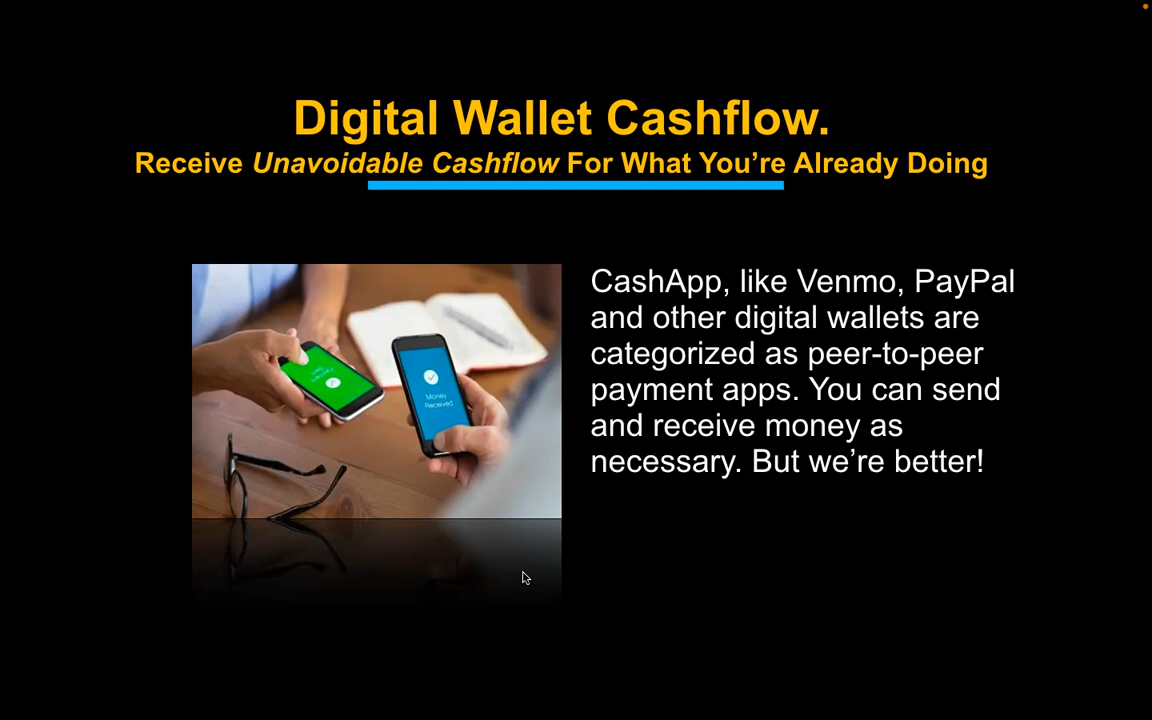 Digital Wallet Cashflow.
Receive Unavoidable Cashflow For What You’re Already Doing
CashApp, like Venmo, PayPal
and other digital wallets are
categorized as peer-to-peer
payment apps. You can send
and receive money as
necessary. But we’re better!
Money
Received